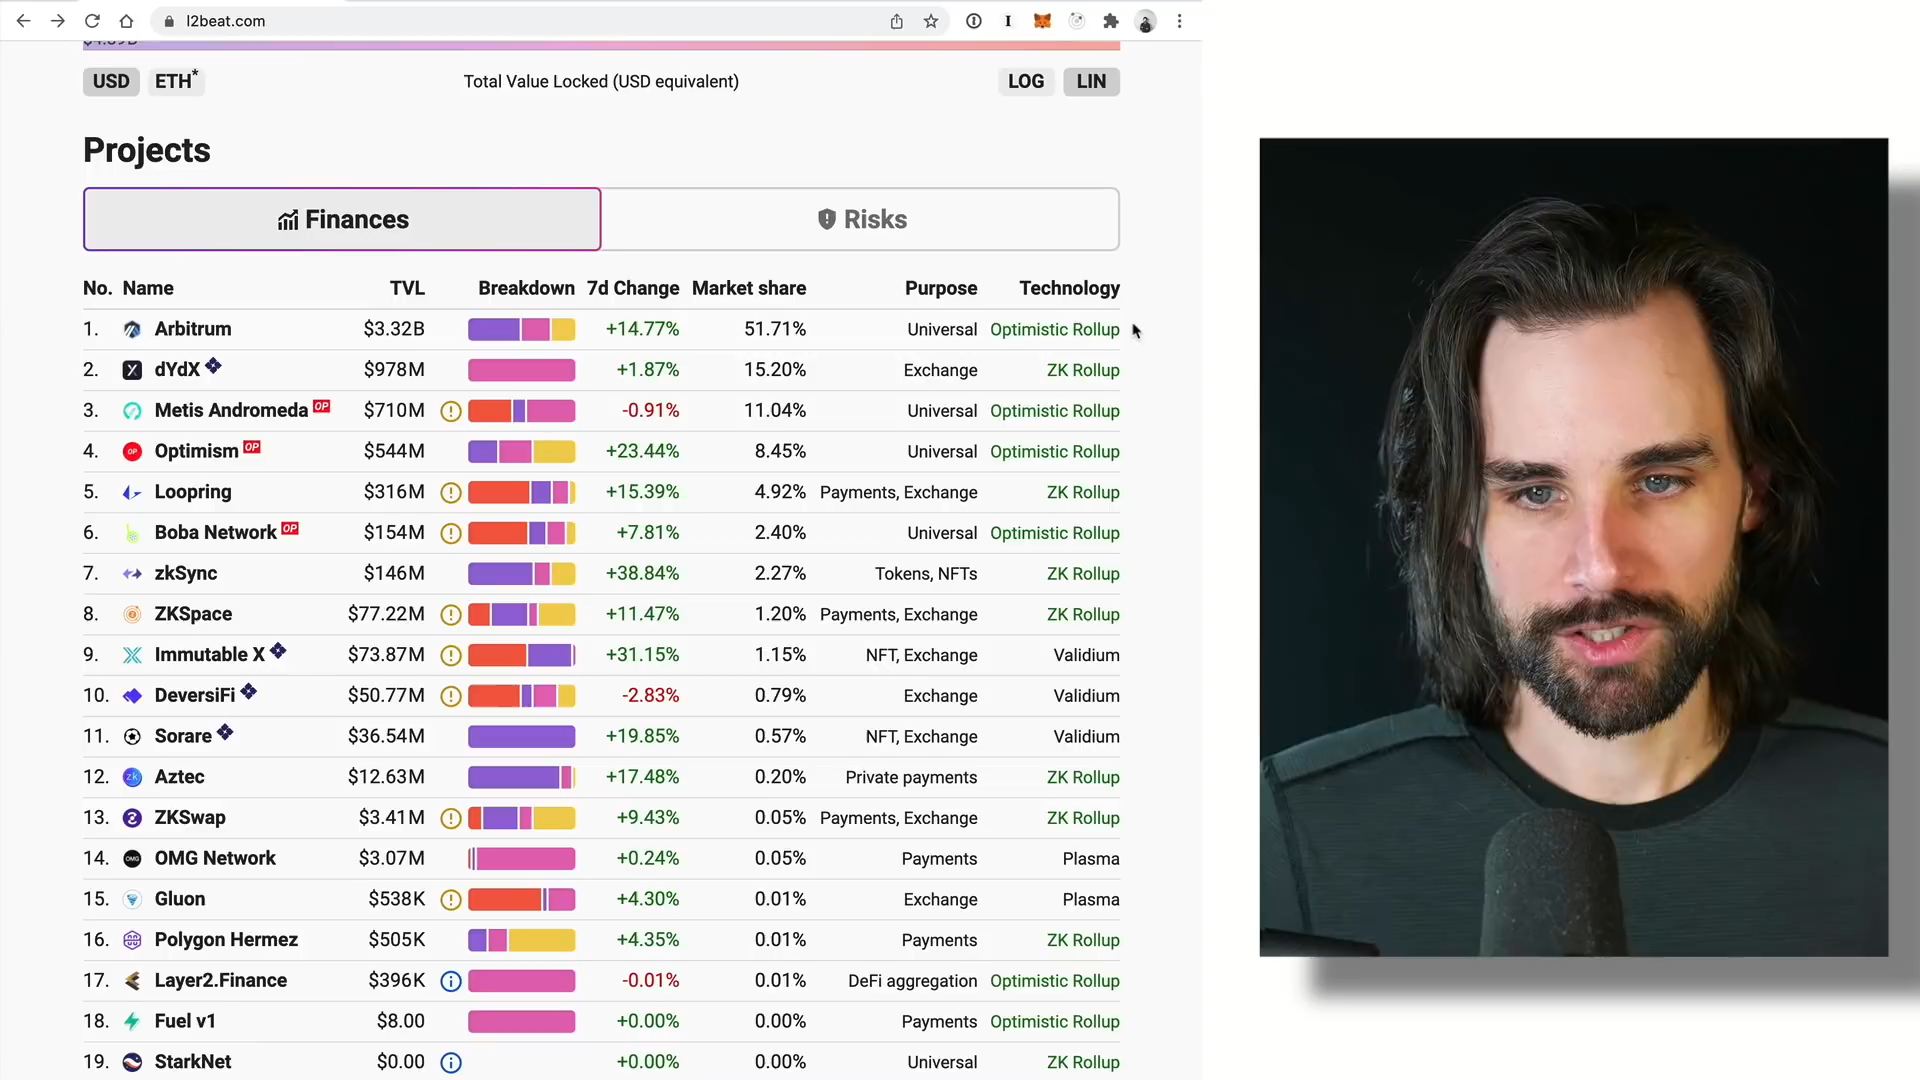 l2beat.com
USD ETH* Total Value Locked (USD equivalent) LOG LIN
Projects
Finances Risks
No. Name TVL Breakdown 7d Change Market share Purpose Technology
1. Arbitrum $3.32B +14.77% 51.71% Universal Optimistic Rollup
2. dYdX $978M +1.87% 15.20% Exchange ZK Rollup
3. Metis Andromeda OP $710M -0.91% 11.04% Universal Optimistic Rollup
4. Optimism OP $544M +23.44% 8.45% Universal Optimistic Rollup
5. Loopring $316M +15.39% 4.92% Payments, Exchange ZK Rollup
6. Boba Network OP $154M +7.81% 2.40% Universal Optimistic Rollup
7. zkSync $146M +38.84% 2.27% Tokens, NFTs ZK Rollup
8. ZKSpace $77.22M +11.47% 1.20% Payments, Exchange ZK Rollup
9. Immutable X $73.87M +31.15% 1.15% NFT, Exchange Validium
10. DeversiFi $50.77M -2.83% 0.79% Exchange Validium
11. Sorare $36.54M +19.85% 0.57% NFT, Exchange Validium
12. Aztec $12.63M +17.48% 0.20% Private payments ZK Rollup
13. ZKSwap $3.41M +9.43% 0.05% Payments, Exchange ZK Rollup
14. OMG Network $3.07M +0.24% 0.05% Payments Plasma
15. Gluon $538K +4.30% 0.01% Exchange Plasma
16. Polygon Hermez $505K +4.35% 0.01% Payments ZK Rollup
17. Layer2.Finance $396K -0.01% 0.01% DeFi aggregation Optimistic Rollup
18. Fuel v1 $8.00 +0.00% 0.00% Payments Optimistic Rollup
19. StarkNet $0.00 +0.00% 0.00% Universal ZK Rollup